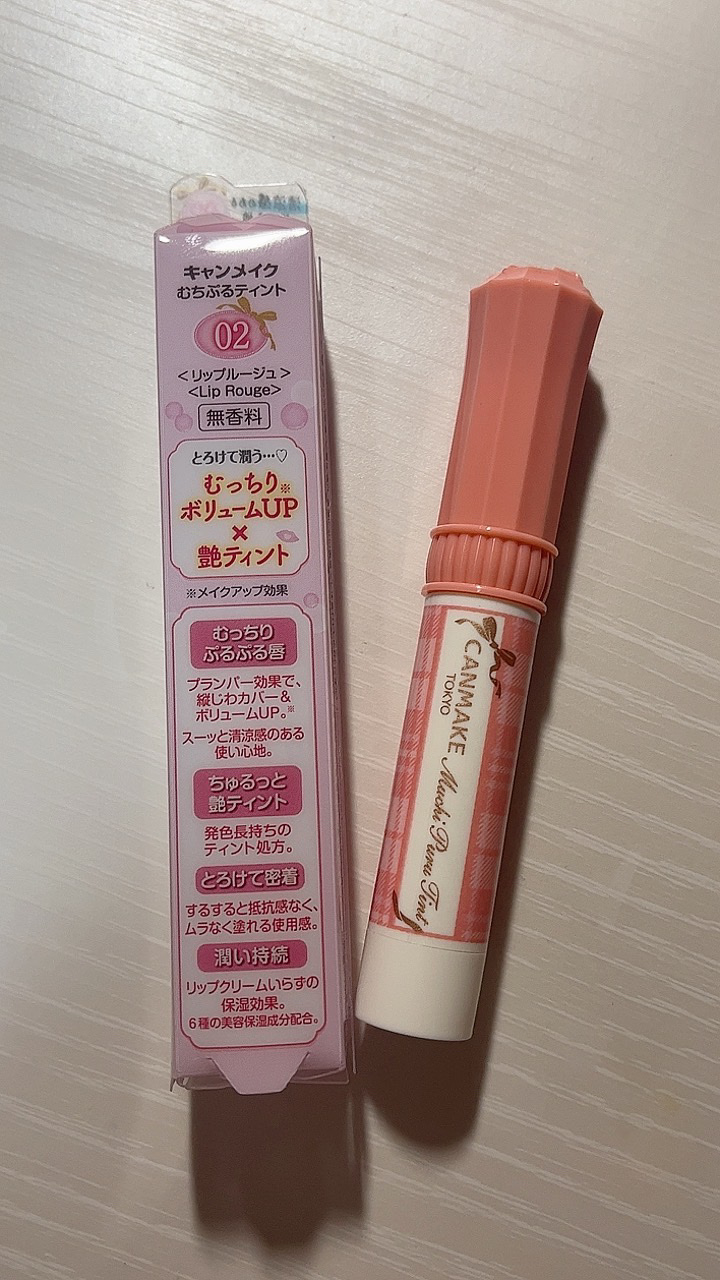 キャンメイク
むちぷるティント
02
＜リップルージュ＞
<Lip Rouge>
無香料
とろけて潤う…♡
むっちり※
ボリュームUP
×
艶ティント
※メイクアップ効果
むっちり
ぷるぷる唇
プランパー効果で、
縦じわカバー＆
ボリュームUP。※
スーッと清涼感のある
使い心地。
ちゅるっと
艶ティント
発色長持ちの
ティント処方。
とろけて密着
するすると抵抗感なく、
ムラなく塗れる使用感。
潤い持続
リップクリームいらずの
保湿効果。
6種の美容保湿成分配合。
CANMAKE
TOKYO
Muchi Puru Tint